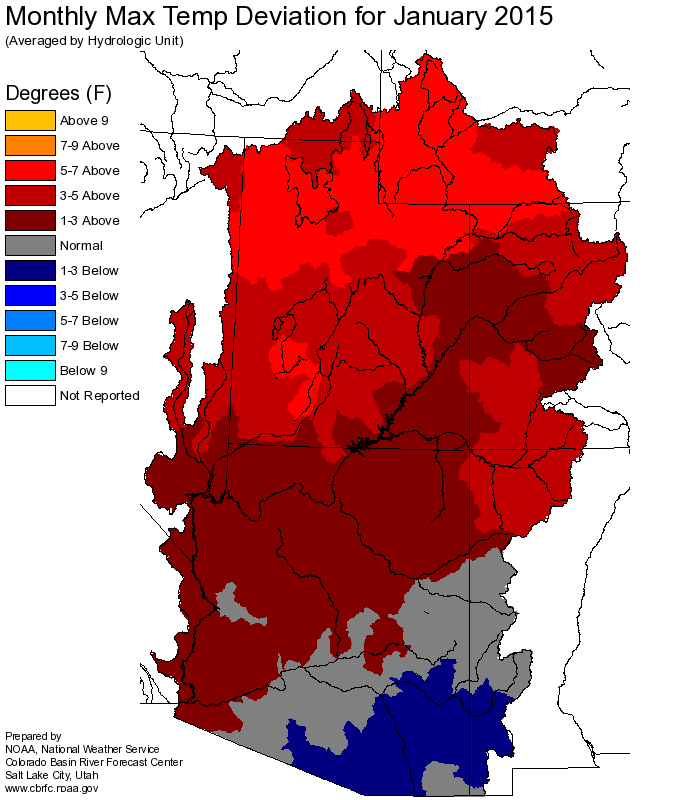 Monthly Max Temp Deviation for January 2015
(Averaged by Hydrologic Unit)
Degrees (F)
Above 9
7-9 Above
5-7 Above
3-5 Above
1-3 Above
Normal
1-3 Below
3-5 Below
5-7 Below
7-9 Below
Below 9
Not Reported
Prepared by
NOAA, National Weather Service
Colorado Basin River Forecast Center
Salt Lake City, Utah
www.cbrfc.noaa.gov